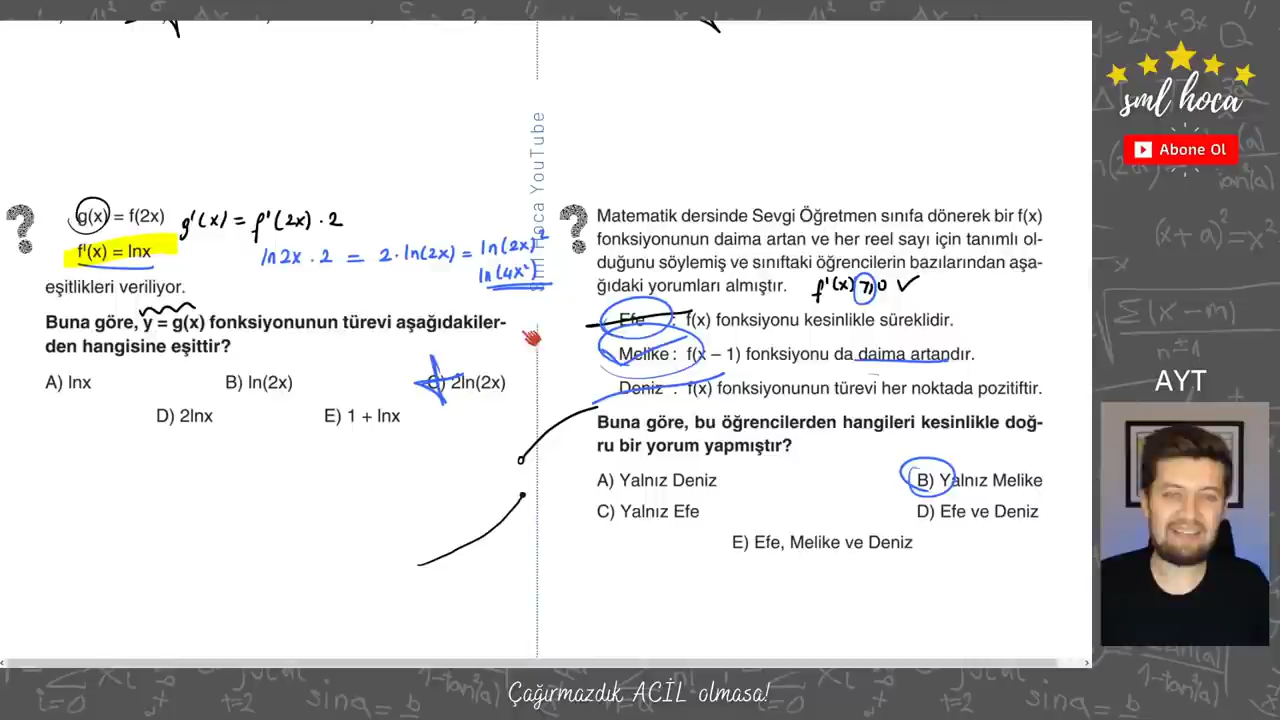 g(x) = f(2x)
g'(x) = f'(2x) · 2
f'(x) = lnx
ln2x · 2 = 2 · ln(2x) = ln(2x)²
ln(4x²)
eşitlikleri veriliyor.
Buna göre, y = g(x) fonksiyonunun türevi aşağıdakiler-
den hangisine eşittir?
A) lnx B) ln(2x) C) 2ln(2x)
D) 2lnx E) 1 + lnx
Sml Hoca YouTube
Matematik dersinde Sevgi Öğretmen sınıfa dönerek bir f(x)
fonksiyonunun daima artan ve her reel sayı için tanımlı ol-
duğunu söylemiş ve sınıftaki öğrencilerin bazılarından aşa-
ğıdaki yorumları almıştır.
f'(x) ≥ 0 ✓
Efe : f(x) fonksiyonu kesinlikle süreklidir.
Melike : f(x – 1) fonksiyonu da daima artandır.
Deniz : f(x) fonksiyonunun türevi her noktada pozitiftir.
Buna göre, bu öğrencilerden hangileri kesinlikle doğ-
ru bir yorum yapmıştır?
A) Yalnız Deniz B) Yalnız Melike
C) Yalnız Efe D) Efe ve Deniz
E) Efe, Melike ve Deniz
sml hoca
Abone Ol
AYT
Çağırmazdık ACİL olmasa!